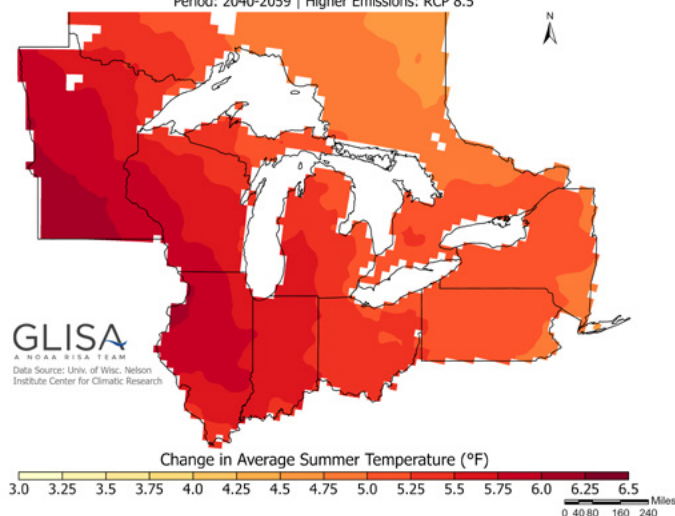 Period: 2040-2059 | Higher Emissions: RCP 8.5
N
GLISA
A NOAA RISA TEAM
Data Source: Univ. of Wisc. Nelson
Institute Center for Climatic Research
Change in Average Summer Temperature (°F)
3.0 3.25 3.5 3.75 4.0 4.25 4.5 4.75 5.0 5.25 5.5 5.75 6.0 6.25 6.5
Miles
0 40 80 160 240